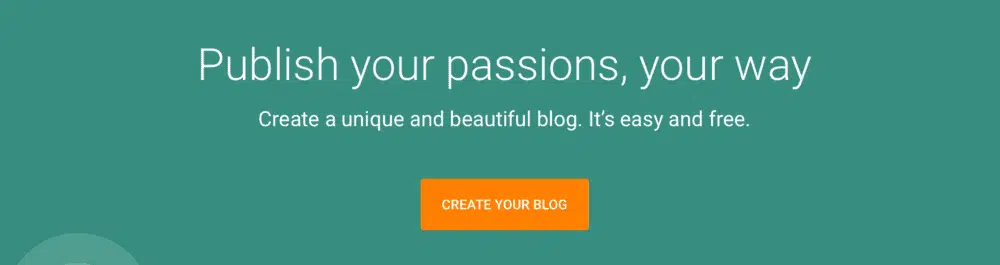 Publish your passions, your way
Create a unique and beautiful blog. It’s easy and free.
CREATE YOUR BLOG